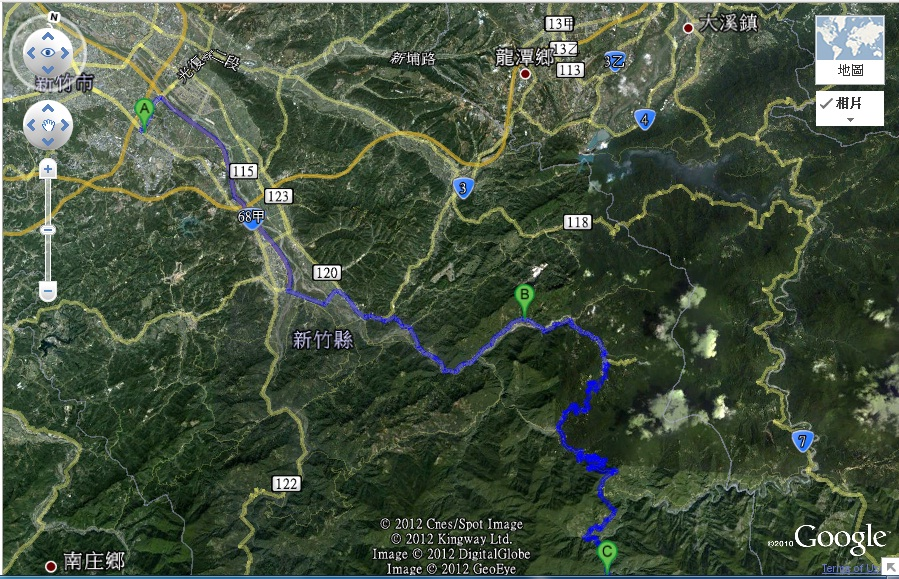 N
新竹市
光復
二段
新埔路
13甲
13乙
113
龍潭鄉
3乙
大溪鎮
地圖
相片
A
4
115
123
3
68甲
118
120
B
新竹縣
7
122
C
南庄鄉
© 2012 Cnes/Spot Image
© 2012 Kingway Ltd.
Image © 2012 DigitalGlobe
Image © 2012 GeoEye
©2010 Google
Terms of Us